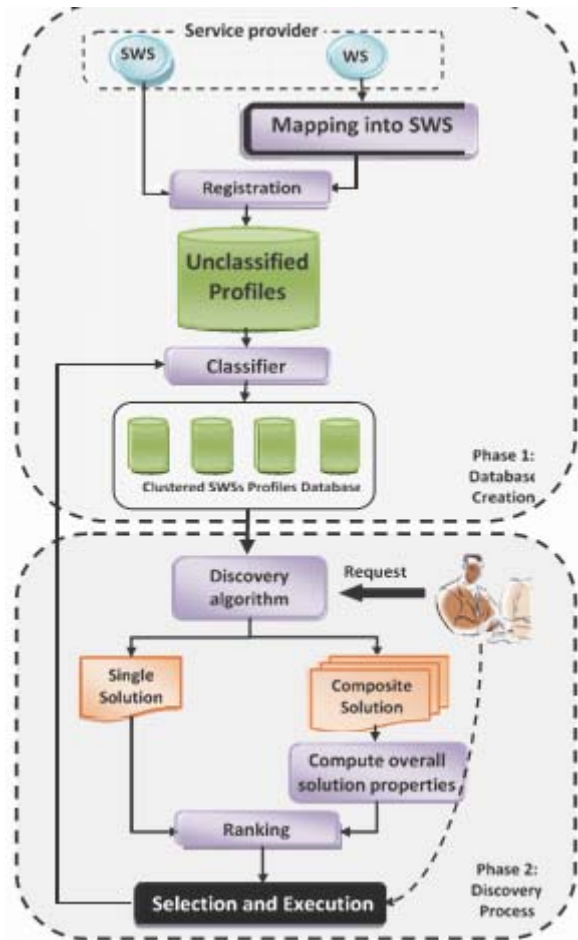 Service provider
SWS
WS
Mapping into SWS
Registration
Unclassified
Profiles
Classifier
Clustered SWSs Profiles Database
Phase 1:
Database
Creation
Discovery
algorithm
Request
Single
Solution
Composite
Solution
Compute overall
solution properties
Ranking
Selection and Execution
Phase 2:
Discovery
Process